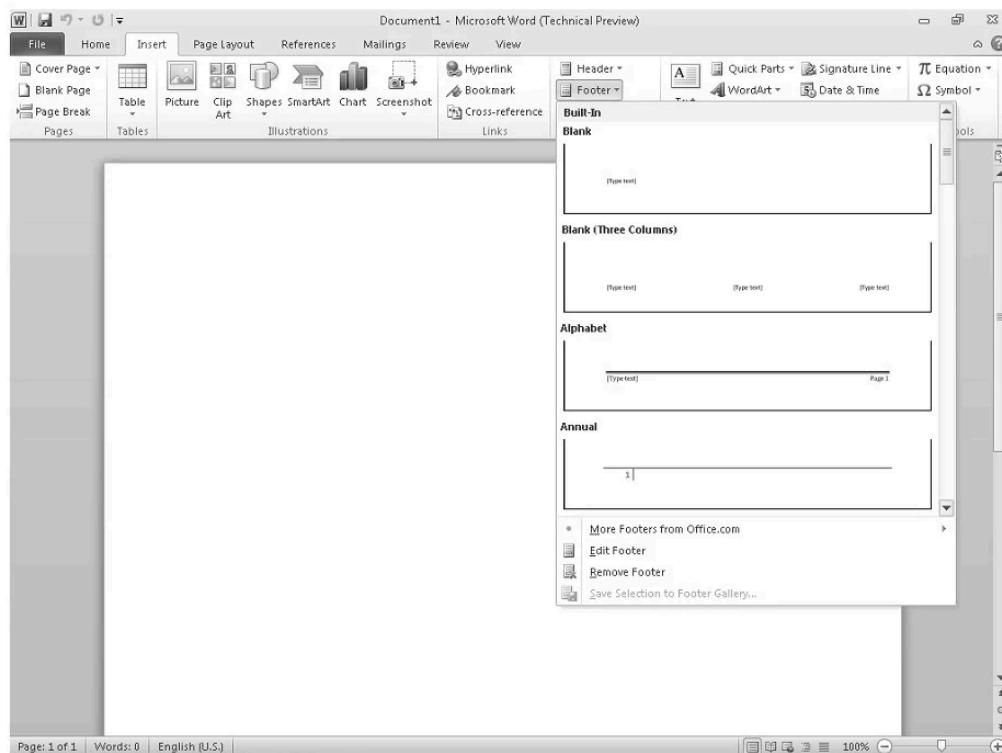 Document1 - Microsoft Word (Technical Preview)
File Home Insert Page Layout References Mailings Review View
Cover Page
Blank Page
Page Break
Pages
Table
Tables
Picture Clip Art Shapes SmartArt Chart Screenshot
Illustrations
Hyperlink
Bookmark
Cross-reference
Links
Header
Footer
A
Quick Parts
WordArt
Signature Line
Date & Time
π Equation
Ω Symbol
Built-In
Blank
[Type text]
Blank (Three Columns)
[Type text] [Type text] [Type text]
Alphabet
[Type text] Page 1
Annual
1
More Footers from Office.com
Edit Footer
Remove Footer
Save Selection to Footer Gallery...
Page: 1 of 1 Words: 0 English (U.S.) 100%